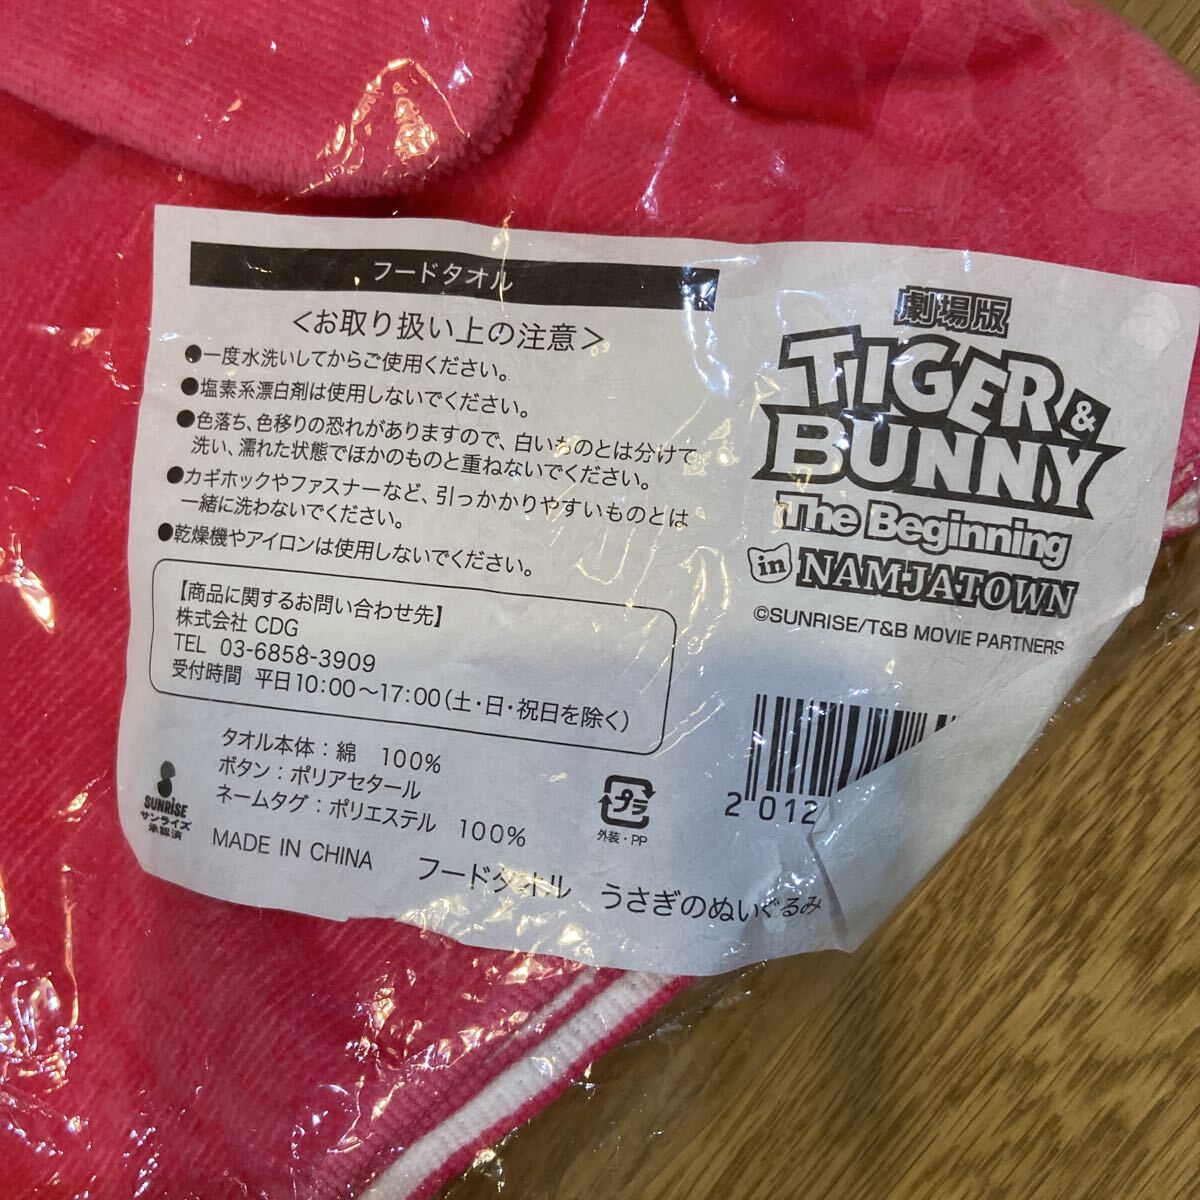 フードタオル
<お取り扱い上の注意>
●一度水洗いしてからご使用ください。
●塩素系漂白剤は使用しないでください。
●色落ち、色移りの恐れがありますので、白いものとは分けて
洗い、濡れた状態でほかのものと重ねないでください。
●カギホックやファスナーなど、引っかかりやすいものとは
一緒に洗わないでください。
●乾燥機やアイロンは使用しないでください。
【商品に関するお問い合わせ先】
株式会社 CDG
TEL 03-6858-3909
受付時間 平日10:00～17:00(土・日・祝日を除く)
タオル本体：綿 100%
ボタン：ポリアセタール
ネームタグ：ポリエステル 100%
MADE IN CHINA
SUNRISE
サンライズ
承認済
プラ
外装・PP
フードタオル うさぎのぬいぐるみ
劇場版
TIGER &
BUNNY
The Beginning
in NAMJATOWN
©SUNRISE/T&B MOVIE PARTNERS
2 012